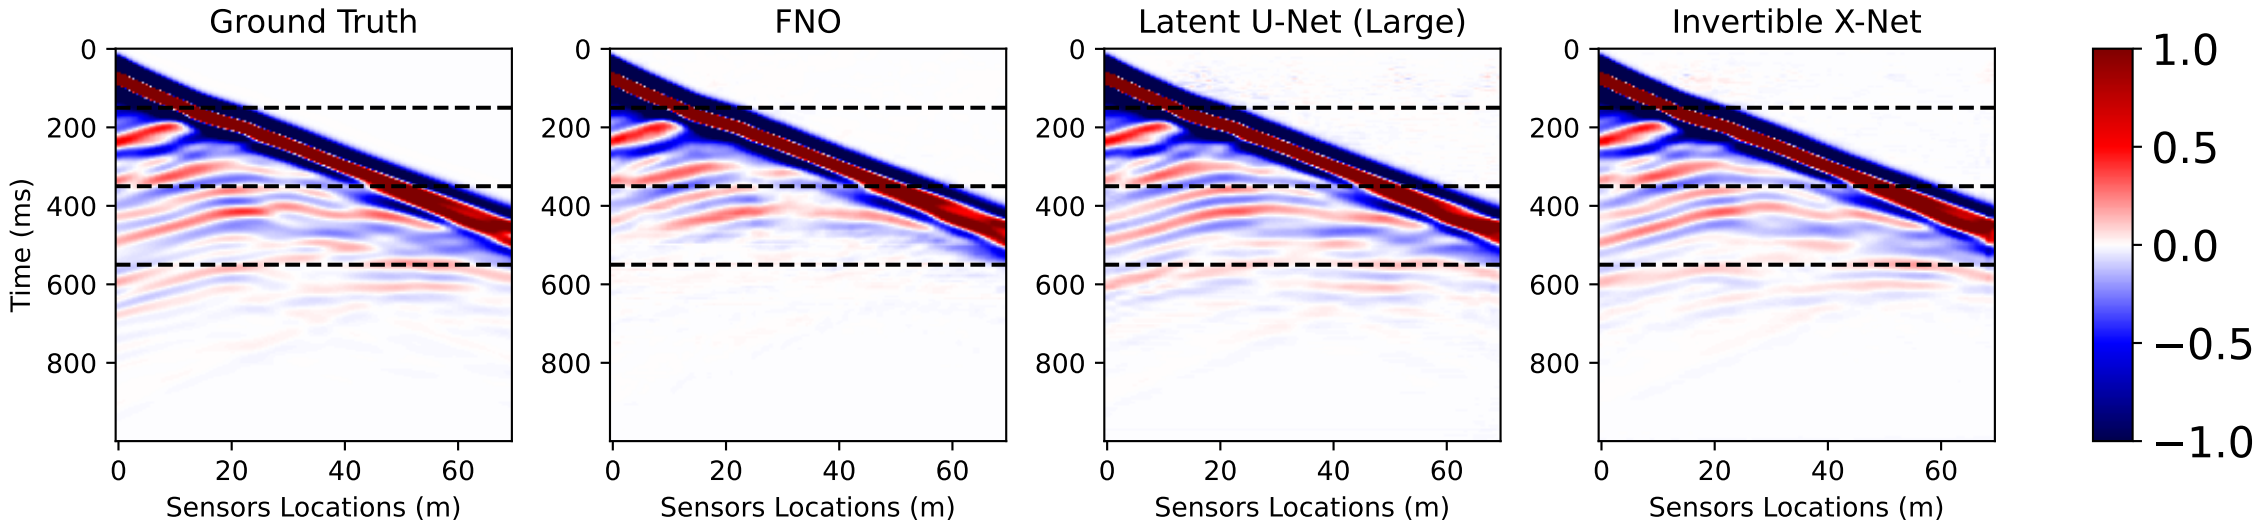 Ground Truth
FNO
Latent U-Net (Large)
Invertible X-Net
0
200
400
600
800
Time (ms)
0 20 40 60
Sensors Locations (m)
0
200
400
600
800
0 20 40 60
Sensors Locations (m)
0
200
400
600
800
0 20 40 60
Sensors Locations (m)
0
200
400
600
800
0 20 40 60
Sensors Locations (m)
1.0
0.5
0.0
−0.5
−1.0